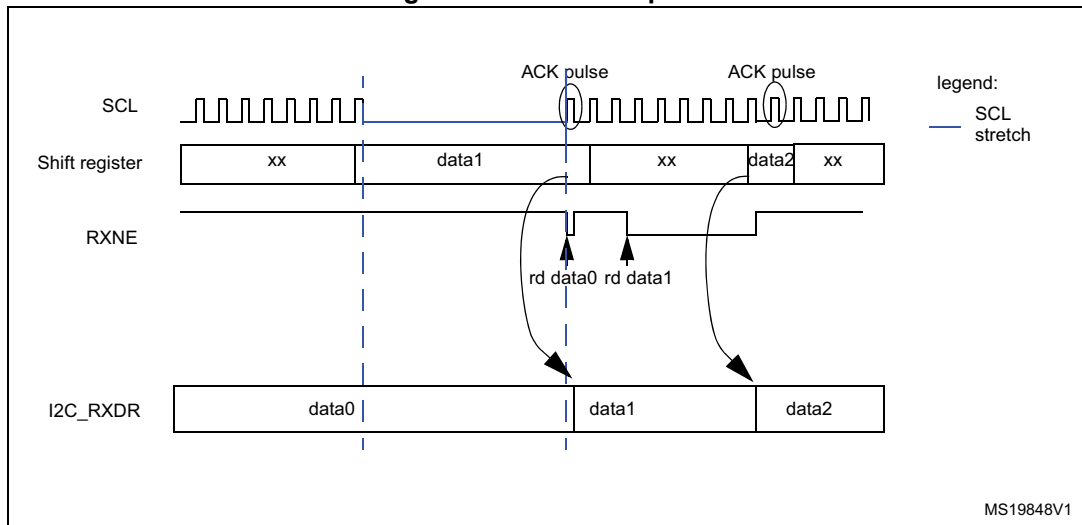 ACK pulse ACK pulse
legend:
SCL
SCL
stretch
Shift register xx data1 xx data2 xx
RXNE
rd data0 rd data1
I2C_RXDR data0 data1 data2
MS19848V1